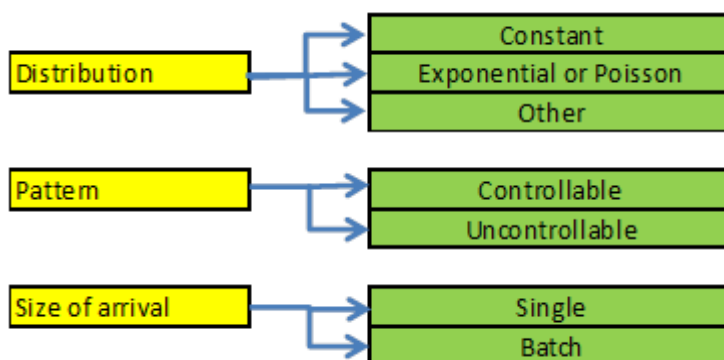 Constant
Distribution
Exponential or Poisson
Other
Pattem
Controllable
Uncontrollable
Size of arrival
Single
Batch